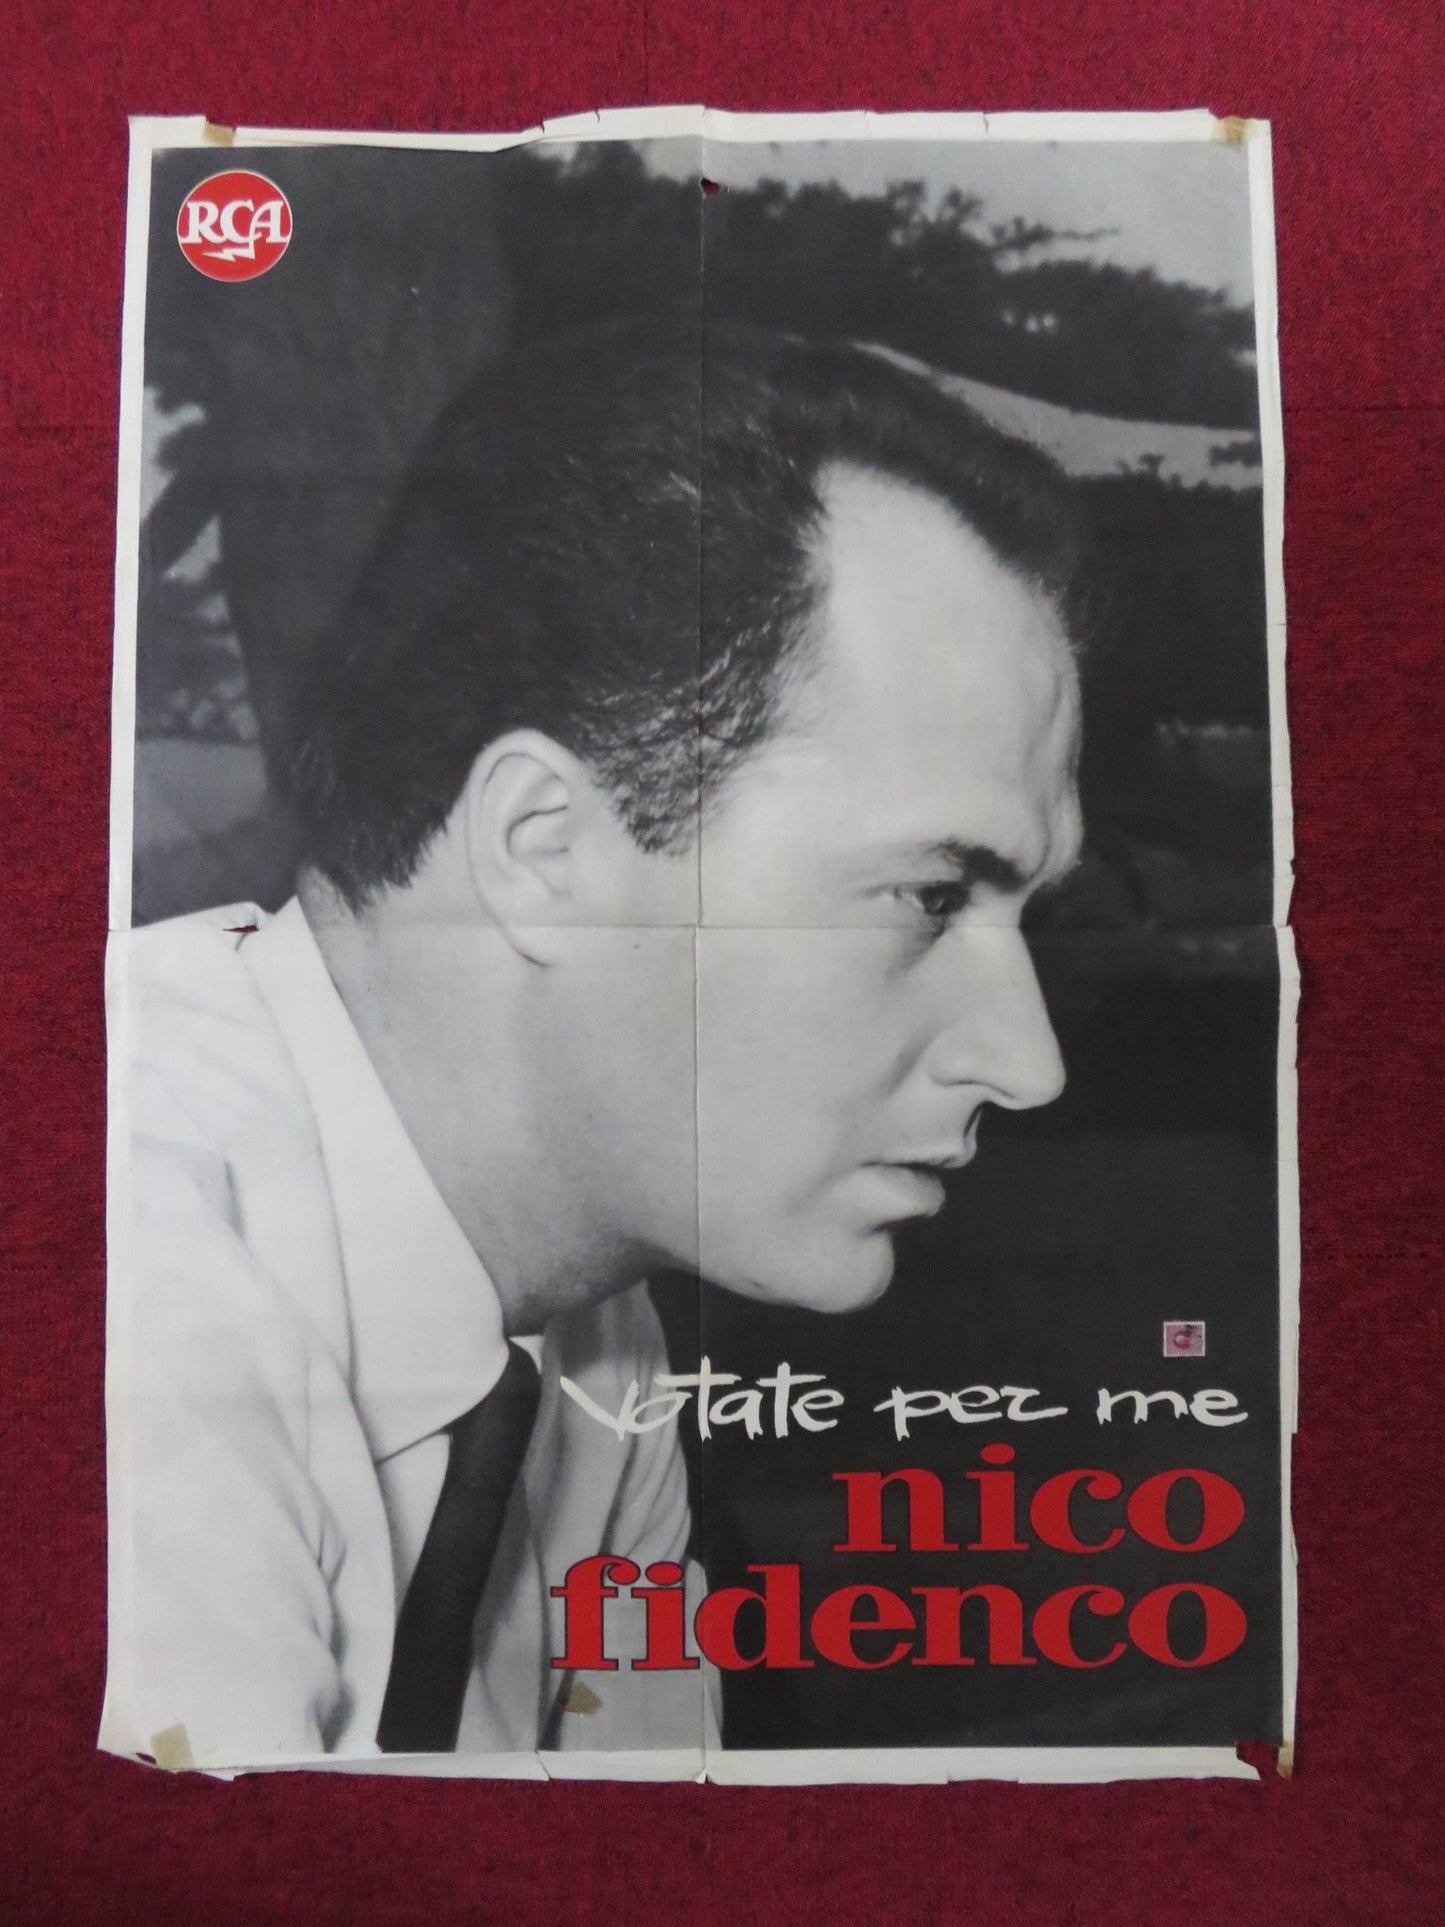 RCA
votate per me
nico
fidenco